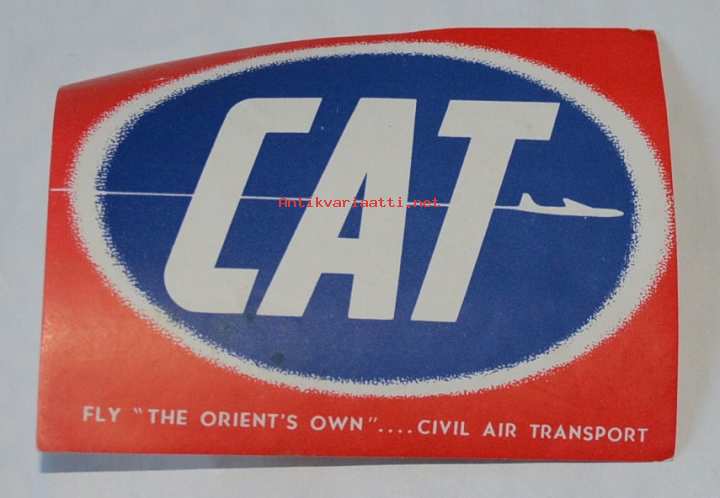 CAT
Antikvariaatti.net
FLY "THE ORIENT'S OWN"....CIVIL AIR TRANSPORT